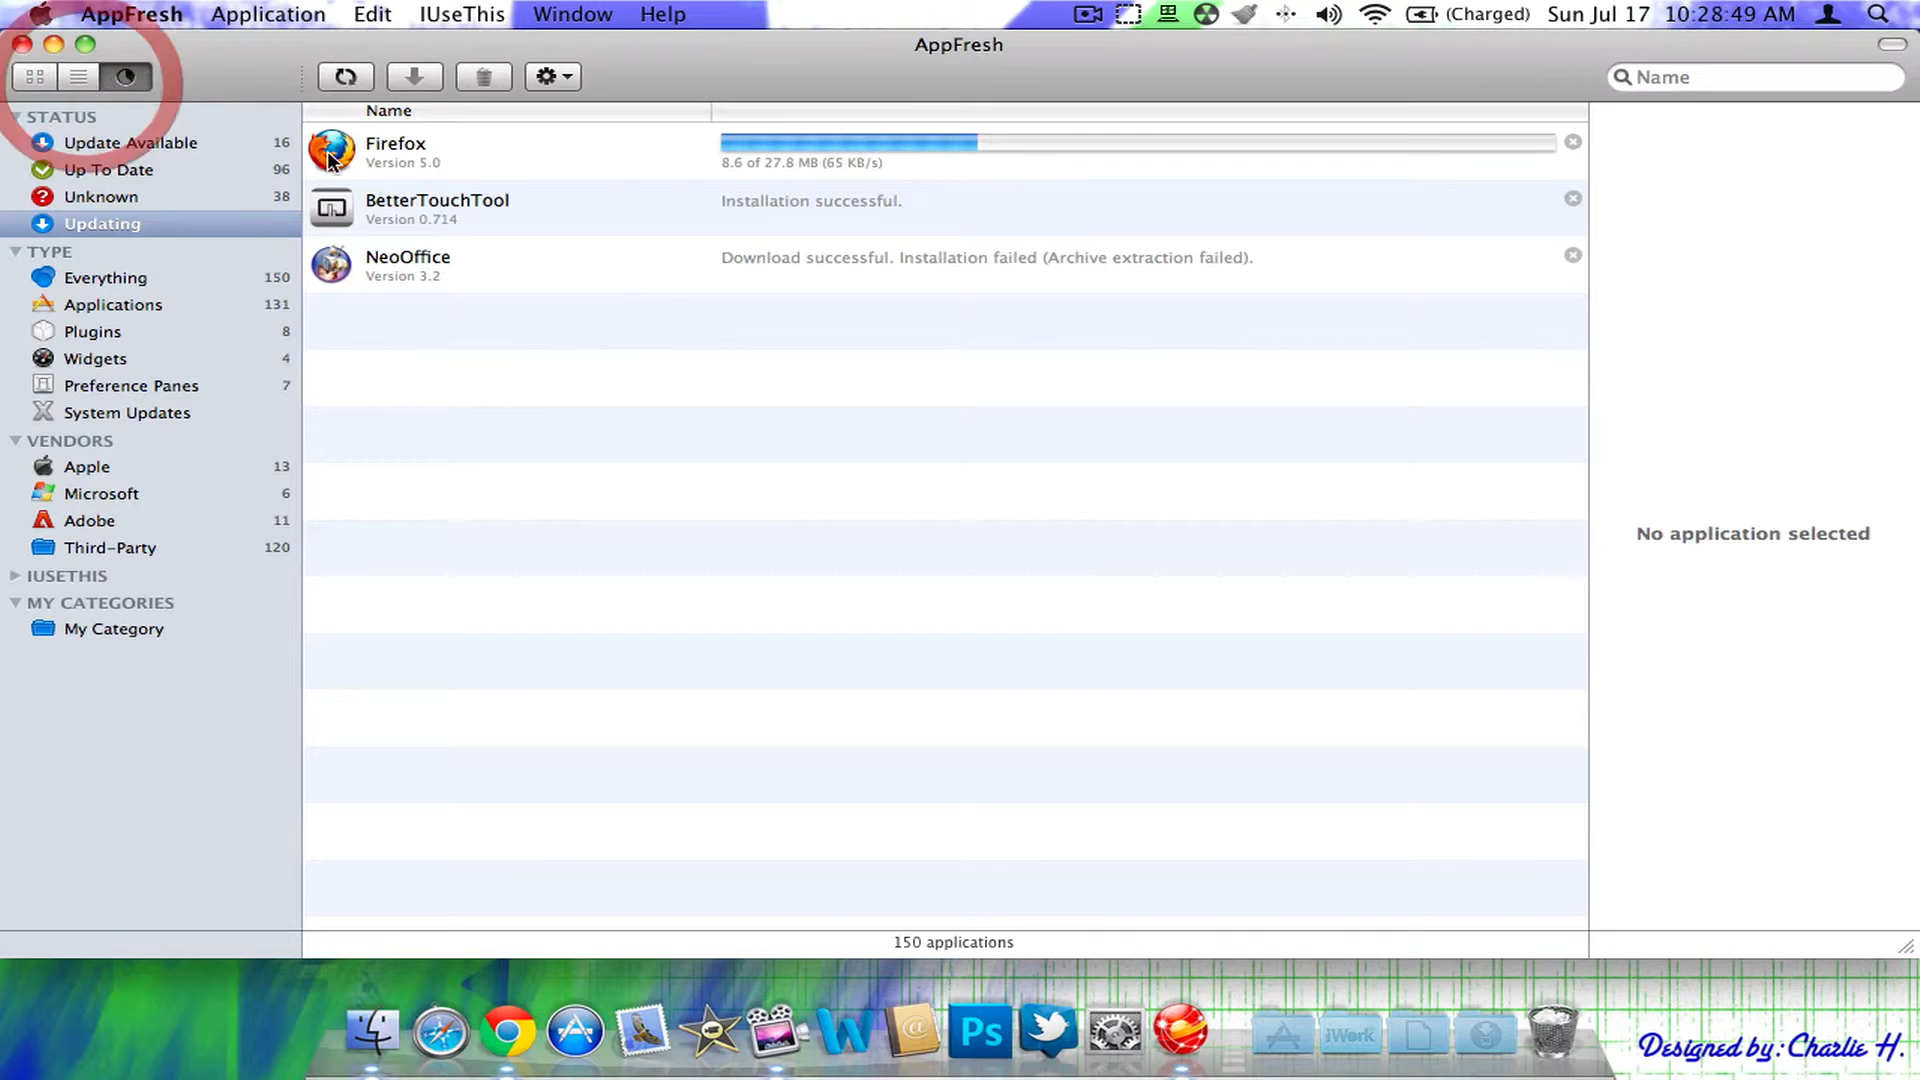 AppFresh Application Edit IUseThis Window Help (Charged) Sun Jul 17 10:28:49 AM
AppFresh
Name
STATUS
Update Available 16
Up To Date 96
Unknown 38
Updating
TYPE
Everything 150
Applications 131
Plugins 8
Widgets 4
Preference Panes 7
System Updates
VENDORS
Apple 13
Microsoft 6
Adobe 11
Third-Party 120
IUSETHIS
MY CATEGORIES
My Category
Name
Firefox
Version 5.0
8.6 of 27.8 MB (65 KB/s)
BetterTouchTool
Version 0.714
Installation successful.
NeoOffice
Version 3.2
Download successful. Installation failed (Archive extraction failed).
No application selected
150 applications
W
@
Ps
iWork
Designed by: Charlie H.